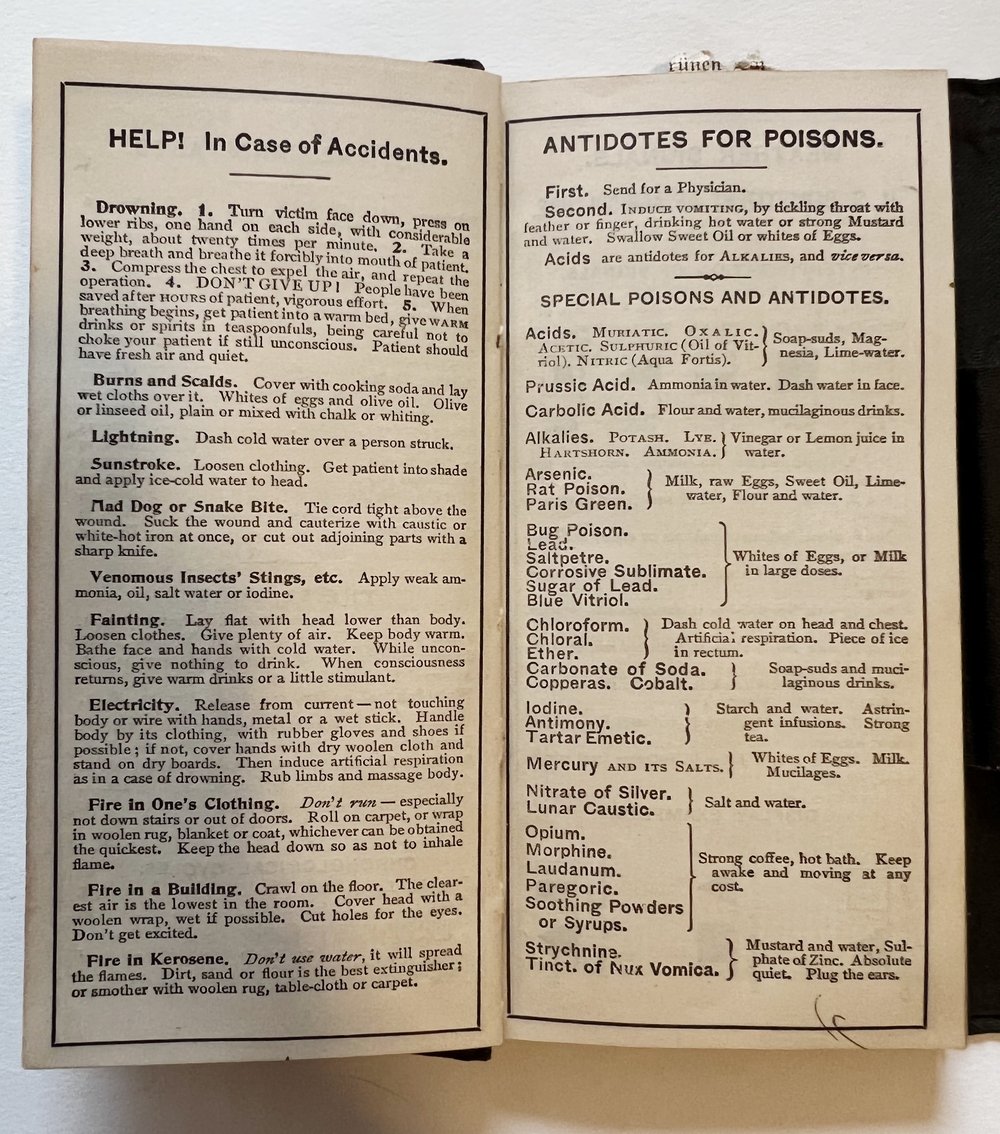 HELP! In Case of Accidents.
Drowning. 1. Turn victim face down, press on
lower ribs, one hand on each side, with considerable
weight, about twenty times per minute. 2. Take a
deep breath and breathe it forcibly into mouth of patient.
3. Compress the chest to expel the air, and repeat the
operation. 4. DON'T GIVE UP! People have been
saved after HOURS of patient, vigorous effort. 5. When
breathing begins, get patient into a warm bed, give WARM
drinks or spirits in teaspoonfuls, being careful not to
choke your patient if still unconscious. Patient should
have fresh air and quiet.
Burns and Scalds. Cover with cooking soda and lay
wet cloths over it. Whites of eggs and olive oil. Olive
or linseed oil, plain or mixed with chalk or whiting.
Lightning. Dash cold water over a person struck.
Sunstroke. Loosen clothing. Get patient into shade
and apply ice-cold water to head.
Mad Dog or Snake Bite. Tie cord tight above the
wound. Suck the wound and cauterize with caustic or
white-hot iron at once, or cut out adjoining parts with a
sharp knife.
Venomous Insects' Stings, etc. Apply weak am-
monia, oil, salt water or iodine.
Fainting. Lay flat with head lower than body.
Loosen clothes. Give plenty of air. Keep body warm.
Bathe face and hands with cold water. While uncon-
scious, give nothing to drink. When consciousness
returns, give warm drinks or a little stimulant.
Electricity. Release from current—not touching
body or wire with hands, metal or a wet stick. Handle
body by its clothing, with rubber gloves and shoes if
possible; if not, cover hands with dry woolen cloth and
stand on dry boards. Then induce artificial respiration
as in a case of drowning. Rub limbs and massage body.
Fire in One's Clothing. Don't run — especially
not down stairs or out of doors. Roll on carpet, or wrap
in woolen rug, blanket or coat, whichever can be obtained
the quickest. Keep the head down so as not to inhale
flame.
Fire in a Building. Crawl on the floor. The clear-
est air is the lowest in the room. Cover head with a
woolen wrap, wet if possible. Cut holes for the eyes.
Don't get excited.
Fire in Kerosene. Don't use water, it will spread
the flames. Dirt, sand or flour is the best extinguisher;
or smother with woolen rug, table-cloth or carpet.
rünen
ANTIDOTES FOR POISONS.
First. Send for a Physician.
Second. INDUCE VOMITING, by tickling throat with
feather or finger, drinking hot water or strong Mustard
and water. Swallow Sweet Oil or whites of Eggs.
Acids are antidotes for ALKALIES, and vice versa.
SPECIAL POISONS AND ANTIDOTES.
Acids. MURIATIC. OXALIC.
ACETIC. SULPHURIC (Oil of Vit-
riol). NITRIC (Aqua Fortis).
Soap-suds, Mag-
nesia, Lime-water.
Prussic Acid. Ammonia in water. Dash water in face.
Carbolic Acid. Flour and water, mucilaginous drinks.
Alkalies. POTASH. LYE.
HARTSHORN. AMMONIA.
Vinegar or Lemon juice in
water.
Arsenic.
Rat Poison.
Paris Green.
Milk, raw Eggs, Sweet Oil, Lime-
water, Flour and water.
Bug Poison.
Lead.
Saltpetre.
Corrosive Sublimate.
Sugar of Lead.
Blue Vitriol.
Whites of Eggs, or Milk
in large doses.
Chloroform.
Chloral.
Ether.
Dash cold water on head and chest.
Artificial respiration. Piece of ice
in rectum.
Carbonate of Soda.
Copperas. Cobalt.
Soap-suds and muci-
laginous drinks.
Iodine.
Antimony.
Tartar Emetic.
Starch and water. Astrin-
gent infusions. Strong
tea.
Mercury AND ITS SALTS.
Whites of Eggs. Milk.
Mucilages.
Nitrate of Silver.
Lunar Caustic.
Salt and water.
Opium.
Morphine.
Laudanum.
Paregoric.
Soothing Powders
or Syrups.
Strong coffee, hot bath. Keep
awake and moving at any
cost.
Strychnine.
Tinct. of Nux Vomica.
Mustard and water, Sul-
phate of Zinc. Absolute
quiet. Plug the ears.